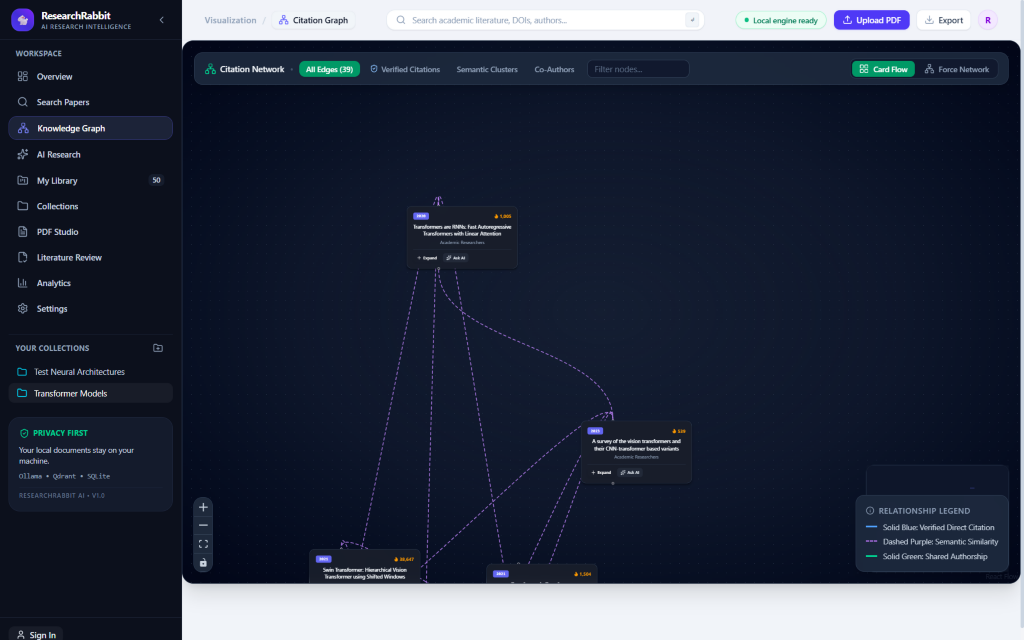 ResearchRabbit
AI RESEARCH INTELLIGENCE
WORKSPACE
Overview
Search Papers
Knowledge Graph
AI Research
My Library 50
Collections
PDF Studio
Literature Review
Analytics
Settings
YOUR COLLECTIONS
Test Neural Architectures
Transformer Models
PRIVACY FIRST
Your local documents stay on your
machine.
Ollama • Qdrant • SQLite
RESEARCHRABBIT AI • V1.0
Sign In
Visualization / Citation Graph
Search academic literature, DOIs, authors...
Local engine ready
Upload PDF
Export
R
Citation Network
All Edges (39)
Verified Citations
Semantic Clusters
Co-Authors
Filter nodes...
Card Flow
Force Network
2020 1,005
Transformers are RNNs: Fast Autoregressive
Transformers with Linear Attention
Academic Researchers
+ Expand Ask AI
2023 539
A survey of the vision transformers and
their CNN-transformer based variants
Academic Researchers
+ Expand Ask AI
2021 38,647
Swin Transformer: Hierarchical Vision
Transformer using Shifted Windows
2021 1,504
RELATIONSHIP LEGEND
Solid Blue: Verified Direct Citation
Dashed Purple: Semantic Similarity
Solid Green: Shared Authorship